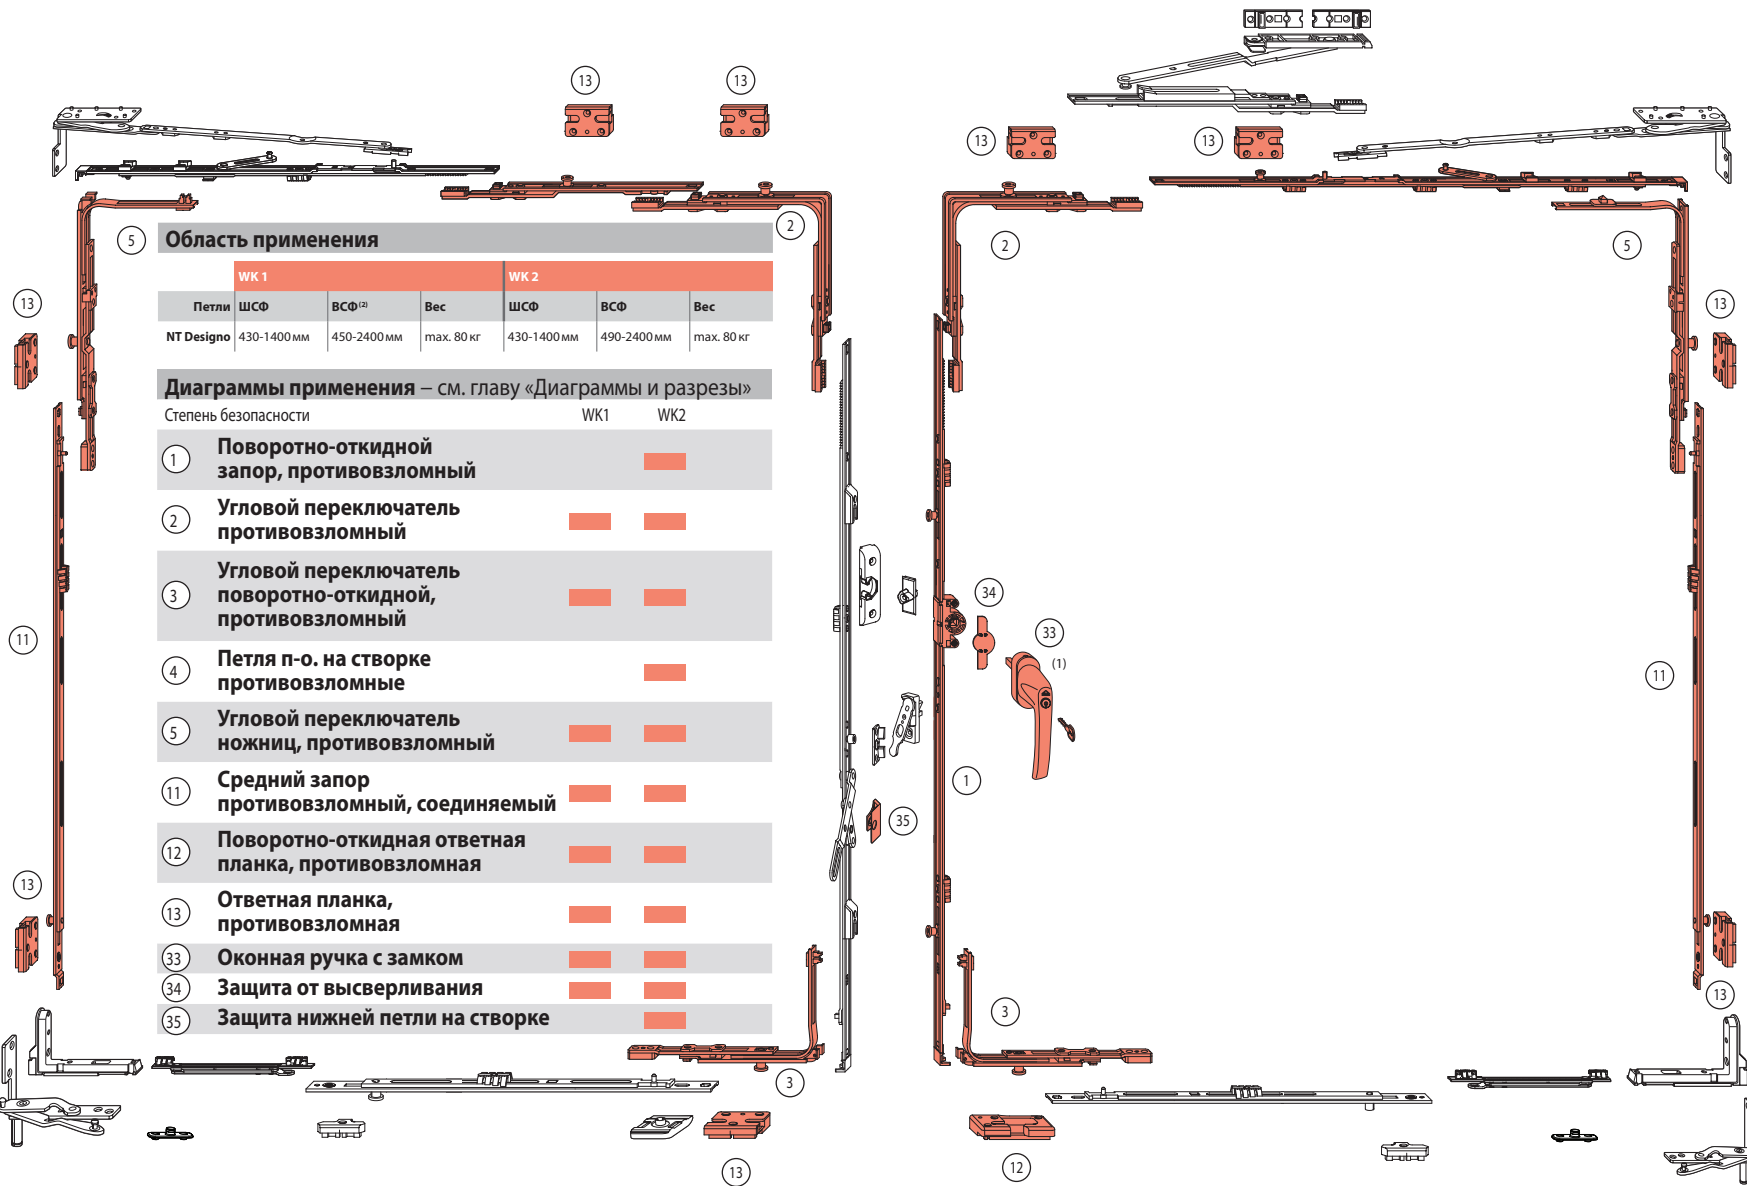 13
13
13
13
2
5
2
5
Область применения
WK 1 WK 2
Петли ШСФ ВСФ(2) Вес ШСФ ВСФ Вес
NT Designo 430-1400 мм 450-2400 мм max. 80 кг 430-1400 мм 490-2400 мм max. 80 кг
13
13
Диаграммы применения – см. главу «Диаграммы и разрезы»
Степень безопасности WK1 WK2
1 Поворотно-откидной
запор, противовзломный
2 Угловой переключатель
противовзломный
3 Угловой переключатель
поворотно-откидной,
противовзломный
4 Петля п-о. на створке
противовзломные
5 Угловой переключатель
ножниц, противовзломный
11 Средний запор
противовзломный, соединяемый
12 Поворотно-откидная ответная
планка, противовзломная
13 Ответная планка,
противовзломная
33 Оконная ручка с замком
34 Защита от высверливания
35 Защита нижней петли на створке
34
33
(1)
11
11
1
35
13
13
3
3
13
12